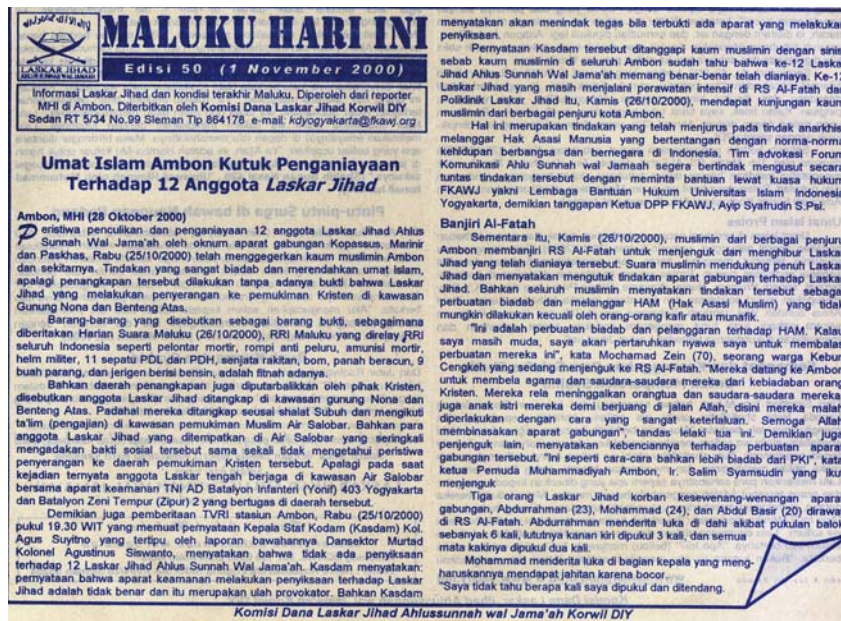 MALUKU HARI INI
LASKAR JIHAD
AHLUS SUNNAH WAL JAMAAH
Edisi 50 (1 November 2000)
Informasi Laskar Jihad dan kondisi terakhir Maluku. Diperoleh dari reporter
MHI di Ambon. Diterbitkan oleh Komisi Dana Laskar Jihad Korwil DIY
Sedan RT 5/34 No.99 Sleman Tlp 864178 e-mail: kdyogyakarta@fkawj.org
Umat Islam Ambon Kutuk Penganiayaan
Terhadap 12 Anggota Laskar Jihad
Ambon, MHI (28 Oktober 2000)
Peristiwa penculikan dan penganiayaan 12 anggota Laskar Jihad Ahlus
Sunnah Wal Jama'ah oleh oknum aparat gabungan Kopassus, Marinir
dan Paskhas, Rabu (25/10/2000) telah menggegerkan kaum muslimin Ambon
dan sekitarnya. Tindakan yang sangat biadab dan merendahkan umat Islam,
apalagi penangkapan tersebut dilakukan tanpa adanya bukti bahwa Laskar
Jihad yang melakukan penyerangan ke pemukiman Kristen di kawasan
Gunung Nona dan Benteng Atas.
Barang-barang yang disebutkan sebagai barang bukti, sebagaimana
diberitakan Harian Suara Maluku (26/10/2000), RRI Maluku yang direlay RRI
seluruh Indonesia seperti pelontar mortir, rompi anti peluru, amunisi mortir,
helm militer, 11 sepatu PDL dan PDH, senjata rakitan, bom, panah beracun, 9
buah parang, dan jerigen berisi bensin, adalah fitnah adanya.
Bahkan daerah penangkapan juga diputarbalikkan oleh pihak Kristen,
disebutkan anggota Laskar Jihad ditangkap di kawasan gunung Nona dan
Benteng Atas. Padahal mereka ditangkap seusai shalat Subuh dan mengikuti
ta'lim (pengajian) di kawasan pemukiman Muslim Air Salobar. Bahkan para
anggota Laskar Jihad yang ditempatkan di Air Salobar yang seringkali
mengadakan bakti sosial tersebut sama sekali tidak mengetahui peristiwa
penyerangan ke daerah pemukiman Kristen tersebut. Apalagi pada saat
kejadian ternyata anggota Laskar tengah berjaga di kawasan Air Salobar
bersama aparat keamanan TNI AD Batalyon Infanteri (Yonif) 403 Yogyakarta
dan Batalyon Zeni Tempur (Zipur) 2 yang bertugas di daerah tersebut.
Demikian juga pemberitaan TVRI stasiun Ambon, Rabu (25/10/2000)
pukul 19.30 WIT yang memuat pernyataan Kepala Staf Kodam (Kasdam) Kol.
Agus Suyitno yang tertipu oleh laporan bawahannya Dansektor Murtad
Kolonel Agustinus Siswanto, menyatakan bahwa tidak ada penyiksaan
terhadap 12 Laskar Jihad Ahlus Sunnah Wal Jama'ah. Kasdam menyatakan:
pernyataan bahwa aparat keamanan melakukan penyiksaan terhadap Laskar
Jihad adalah tidak benar dan itu merupakan ulah provokator. Bahkan Kasdam
menyatakan akan menindak tegas bila terbukti ada aparat yang melakukan
penyiksaan.
Pernyataan Kasdam tersebut ditanggapi kaum muslimin dengan sinis
sebab kaum muslimin di seluruh Ambon sudah tahu bahwa ke-12 Laskar
Jihad Ahlus Sunnah Wal Jama'ah memang benar-benar telah dianiaya. Ke-12
Laskar Jihad yang masih menjalani perawatan intensif di RS Al-Fatah dan
Poliklinik Laskar Jihad itu, Kamis (26/10/2000), mendapat kunjungan kaum
muslimin dari berbagai penjuru kota Ambon.
Hal ini merupakan tindakan yang telah menjurus pada tindak anarkhis
melanggar Hak Asasi Manusia yang bertentangan dengan norma-norma
kehidupan berbangsa dan bernegara di Indonesia. Tim advokasi Forum
Komunikasi Ahlu Sunnah wal Jamaah segera bertindak mengusut secara
tuntas tindakan tersebut dengan meminta bantuan lewat kuasa hukum
FKAWJ yakni Lembaga Bantuan Hukum Universitas Islam Indonesia
Yogyakarta, demikian tanggapan Ketua DPP FKAWJ, Ayip Syafrudin S.Psi.
Banjiri Al-Fatah
Sementara itu, Kamis (26/10/2000), muslimin dari berbagai penjuru
Ambon membanjiri RS Al-Fatah untuk menjenguk dan menghibur Laskar
Jihad yang telah dianiaya tersebut. Suara muslimin mendukung penuh Laskar
Jihad dan menyatakan mengutuk tindakan aparat gabungan terhadap Laskar
Jihad. Bahkan seluruh muslimin menyatakan tindakan tersebut sebagai
perbuatan biadab dan melanggar HAM (Hak Asasi Muslim) yang tidak
mungkin dilakukan kecuali oleh orang-orang kafir atau munafik.
"Ini adalah perbuatan biadab dan pelanggaran terhadap HAM. Kalau
saya masih muda, saya akan pertaruhkan nyawa saya untuk membalas
perbuatan mereka ini", kata Mochamad Zein (70), seorang warga Kebun
Cengkeh yang sedang menjenguk ke RS Al-Fatah. "Mereka datang ke Ambon
untuk membela agama dan saudara-saudara mereka dari kebiadaban orang
Kristen. Mereka rela meninggalkan orangtua dan saudara-saudara mereka,
juga anak istri mereka demi berjuang di jalan Allah, disini mereka malah
diperlakukan dengan cara yang sangat keterlaluan. Semoga Allah
membinasakan aparat gabungan", tandas lelaki tua ini. Demikian juga
penjenguk lain, menyatakan kebenciannya terhadap perbuatan aparat
gabungan tersebut. "Ini seperti cara-cara bahkan lebih biadab dari PKI", kata
ketua Pemuda Muhammadiyah Ambon, Ir. Salim Syamsudin yang ikut
menjenguk
Tiga orang Laskar Jihad korban kesewenang-wenangan aparat
gabungan, Abdurrahman (23), Mohammad (24), dan Abdul Basir (20) dirawat
di RS Al-Fatah. Abdurrahman menderita luka di dahi akibat pukulan balok
sebanyak 6 kali, lututnya kanan kiri dipukul 3 kali, dan semua
mata kakinya dipukul dua kali.
Mohammad menderita luka di bagian kepala yang meng-
haruskannya mendapat jahitan karena bocor.
"Saya tidak tahu berapa kali saya dipukul dan ditendang.
Komisi Dana Laskar Jihad Ahlussunnah wal Jama'ah Korwil DIY